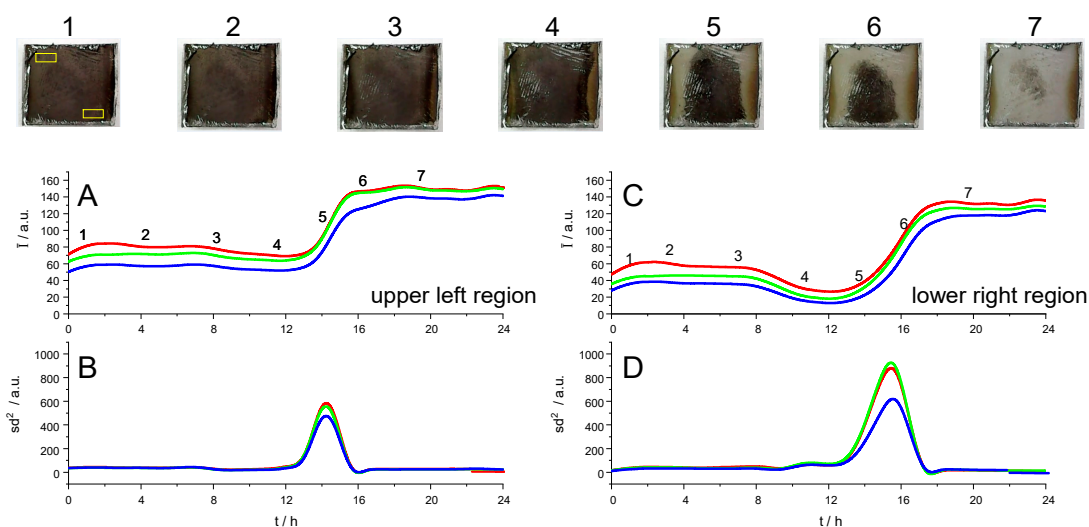 1 2 3 4 5 6 7
A
Ī / a.u.
160
140
120
100
80
60
40
20
0
1 2 3 4 5 6 7
upper left region
0 4 8 12 16 20 24
C
Ī / a.u.
160
140
120
100
80
60
40
20
0
1 2 3 4 5 6 7
lower right region
0 4 8 12 16 20 24
B
sd² / a.u.
1000
800
600
400
200
0
0 4 8 12 16 20 24
t / h
D
sd² / a.u.
1000
800
600
400
200
0
0 4 8 12 16 20 24
t / h